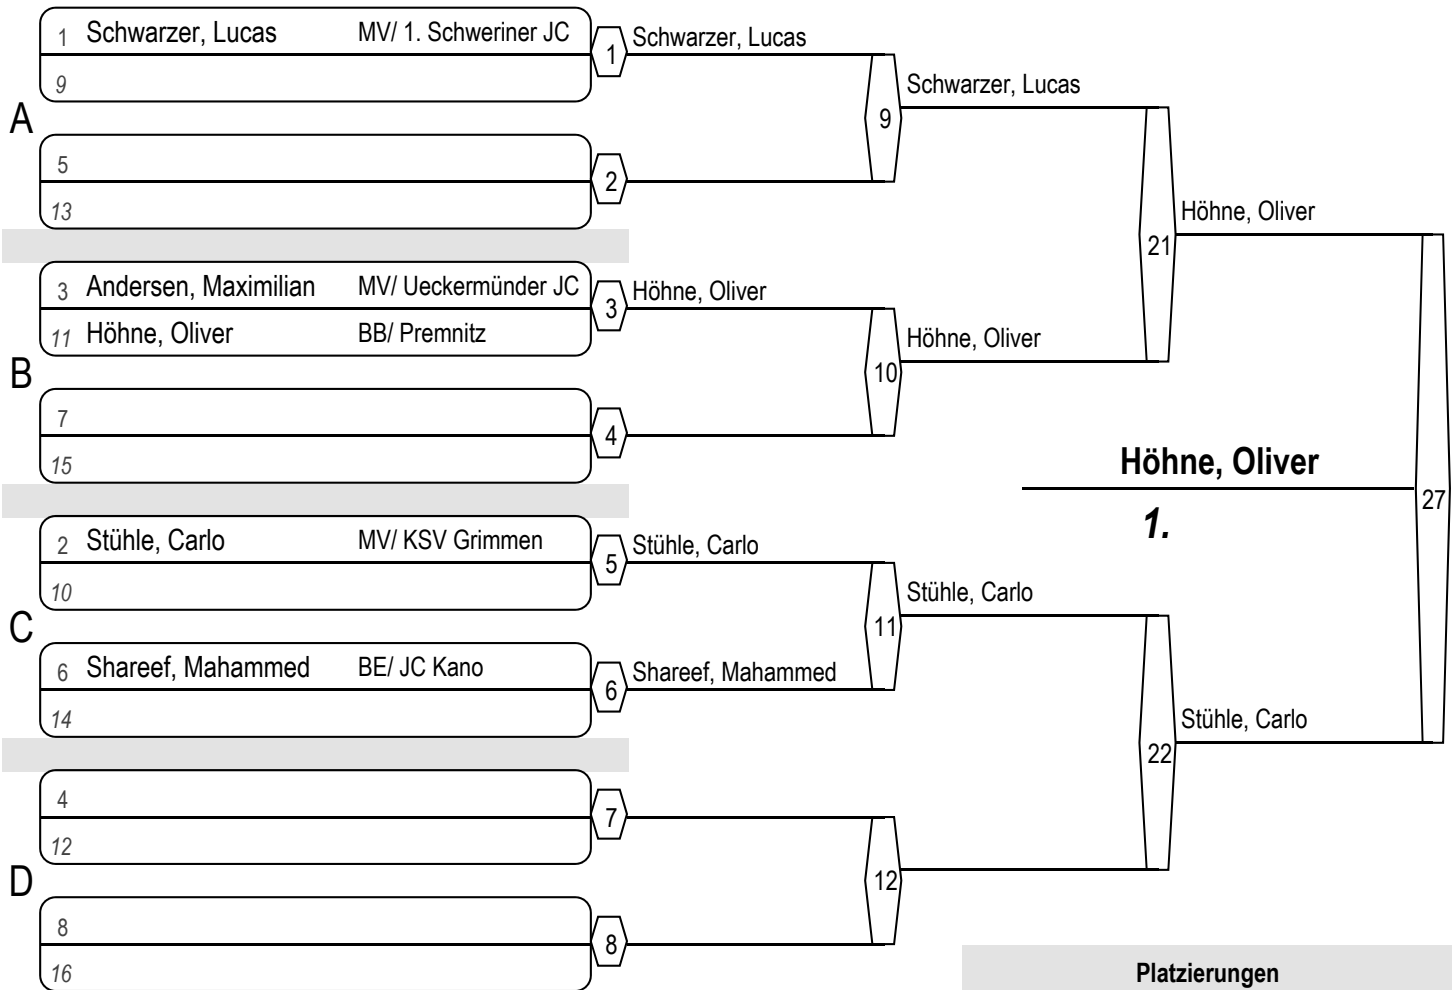 1 Schwarzer, Lucas MV/ 1. Schweriner JC
9
1
Schwarzer, Lucas
A
5
13
2
9
Schwarzer, Lucas
3 Andersen, Maximilian MV/ Ueckermünder JC
11 Höhne, Oliver BB/ Premnitz
3
Höhne, Oliver
B
7
15
4
10
Höhne, Oliver
21
Höhne, Oliver
2 Stühle, Carlo MV/ KSV Grimmen
10
5
Stühle, Carlo
C
6 Shareef, Mahammed BE/ JC Kano
14
6
Shareef, Mahammed
11
Stühle, Carlo
4
12
7
D
8
16
8
12
22
Stühle, Carlo
27
Höhne, Oliver
1.
Platzierungen